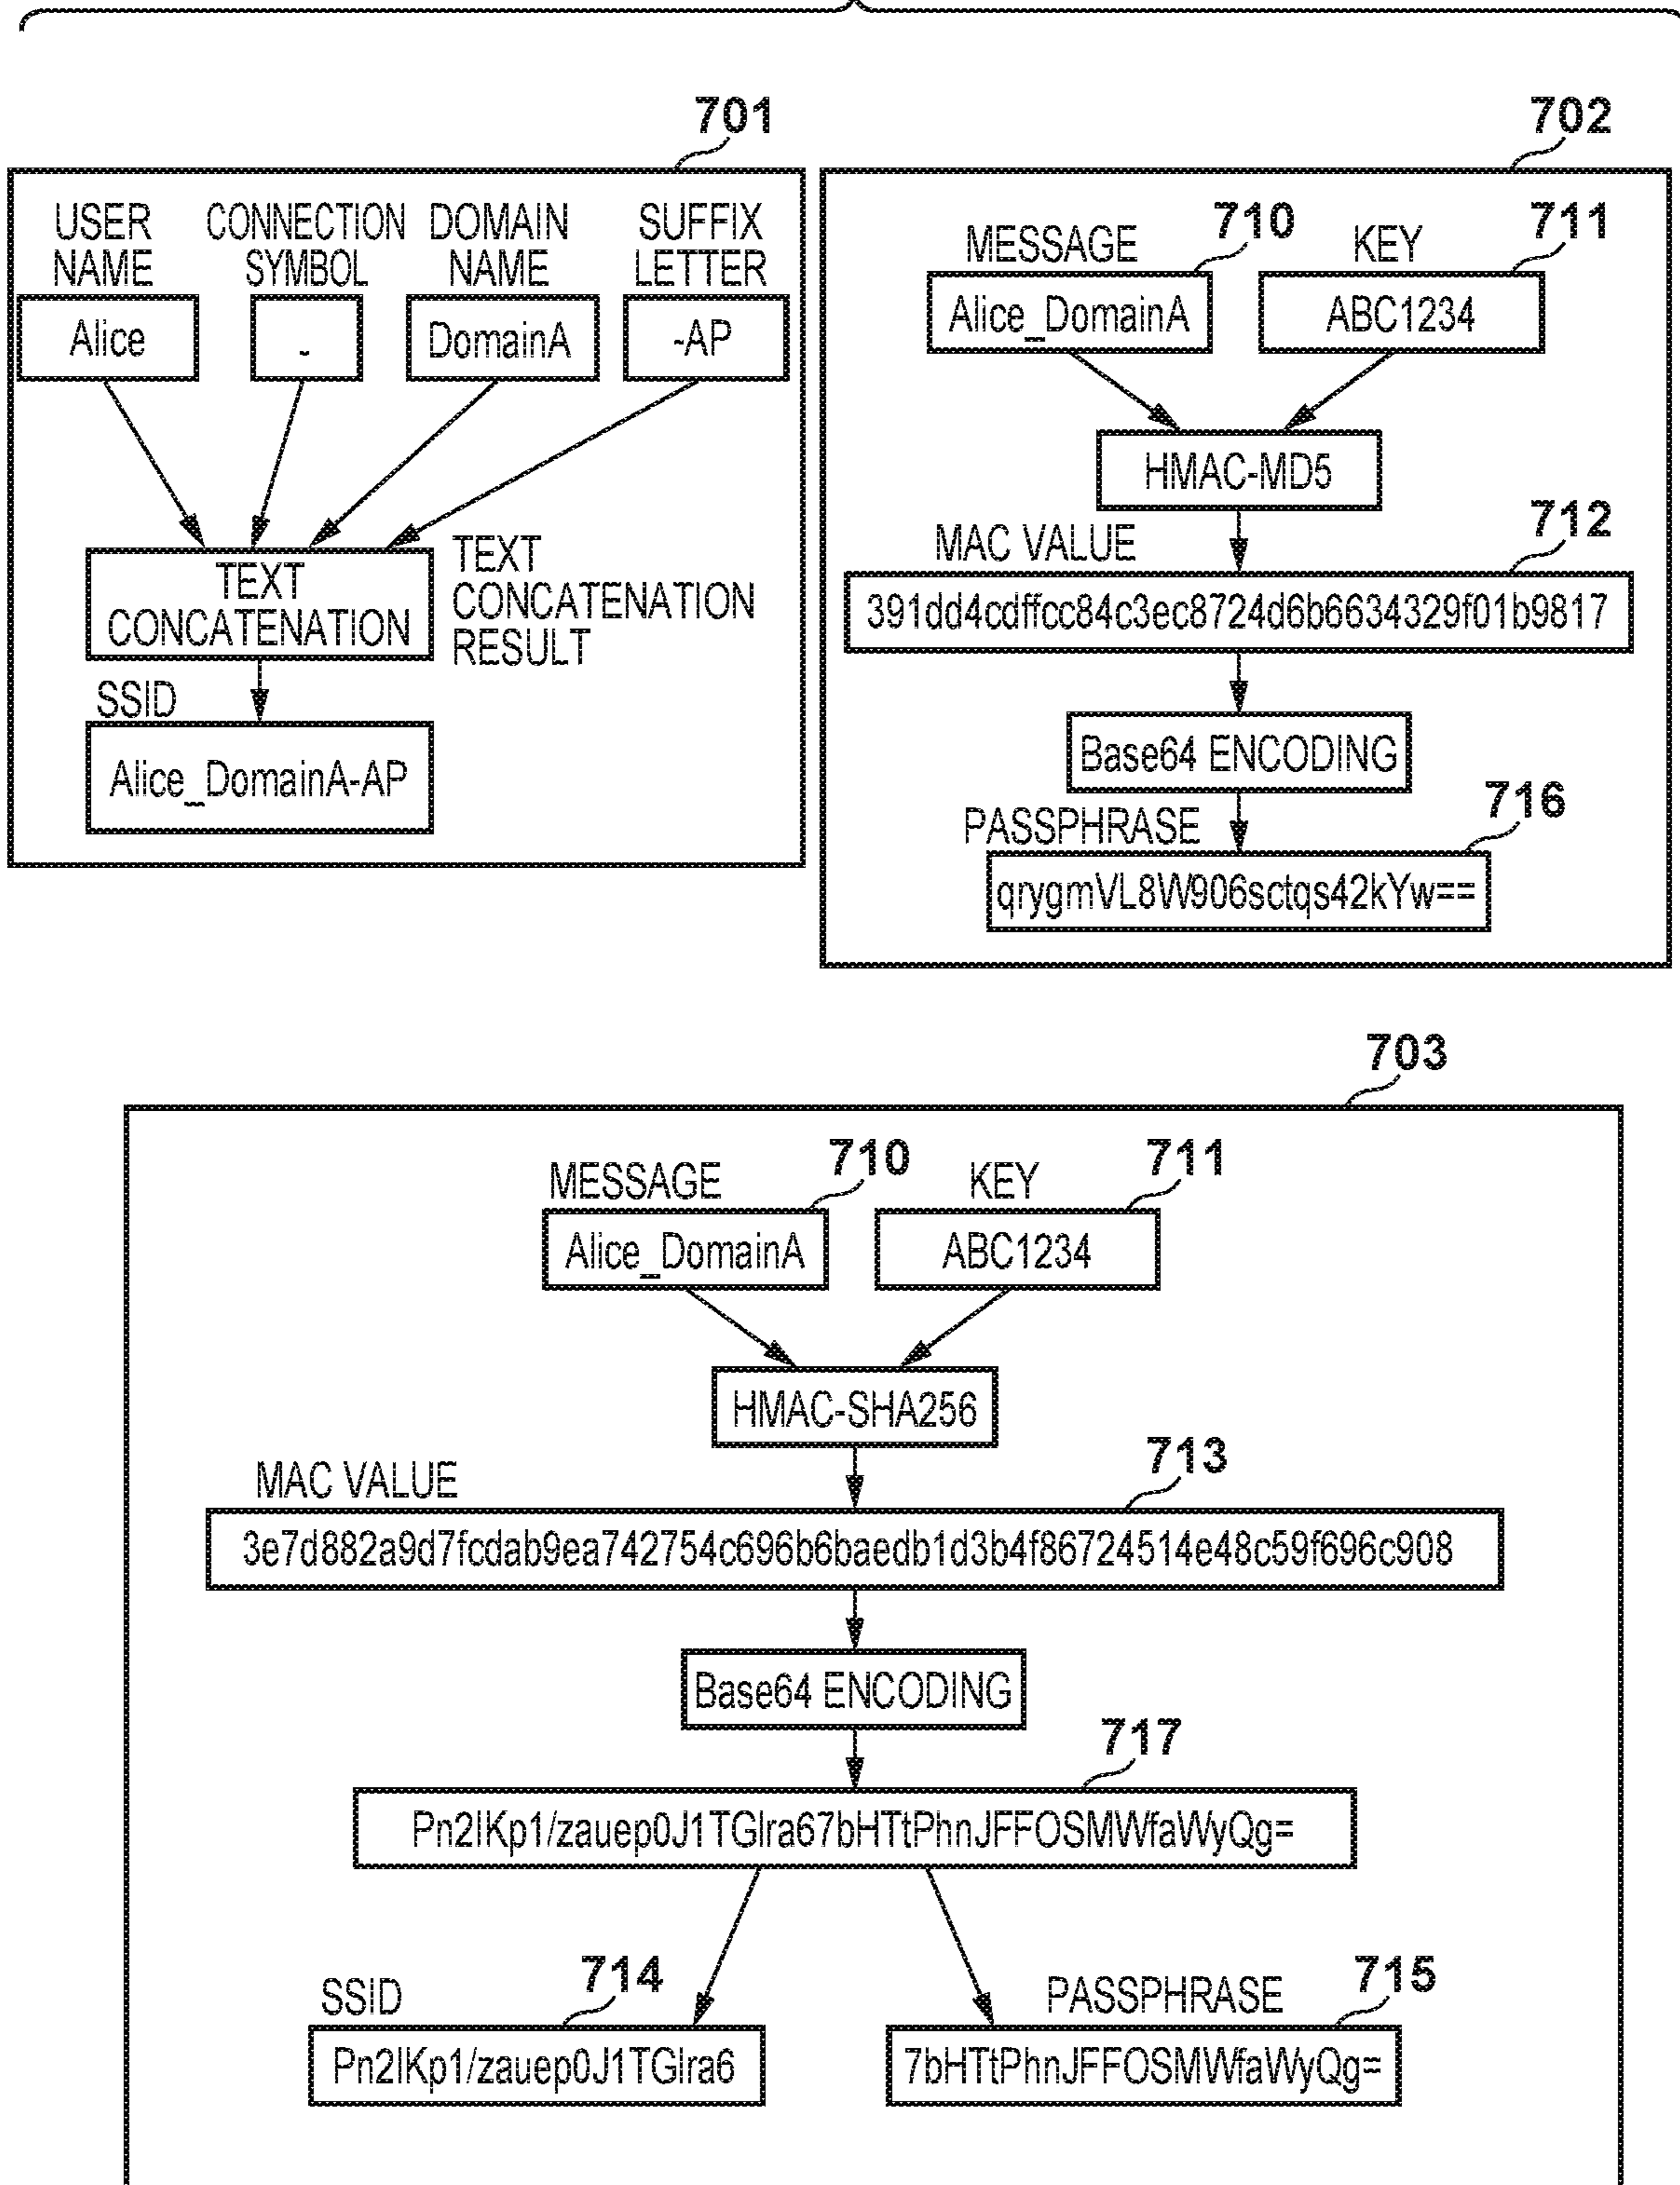 701
USER NAME
CONNECTION SYMBOL
DOMAIN NAME
SUFFIX LETTER
Alice
_
DomainA
-AP
TEXT CONCATENATION
TEXT CONCATENATION RESULT
SSID
Alice_DomainA-AP
702
MESSAGE
710
KEY
711
Alice_DomainA
ABC1234
HMAC-MD5
MAC VALUE
712
391dd4cdffcc84c3ec8724d6b6634329f01b9817
Base64 ENCODING
PASSPHRASE
716
qrygmVL8W906sctqs42kYw==
703
MESSAGE
710
KEY
711
Alice_DomainA
ABC1234
HMAC-SHA256
MAC VALUE
713
3e7d882a9d7fcdab9ea742754c696b6baedb1d3b4f86724514e48c59f696c908
Base64 ENCODING
717
Pn2IKp1/zauep0J1TGlra67bHTtPhnJFFOSMWfaWyQg=
SSID
714
Pn2IKp1/zauep0J1TGlra6
PASSPHRASE
715
7bHTtPhnJFFOSMWfaWyQg=